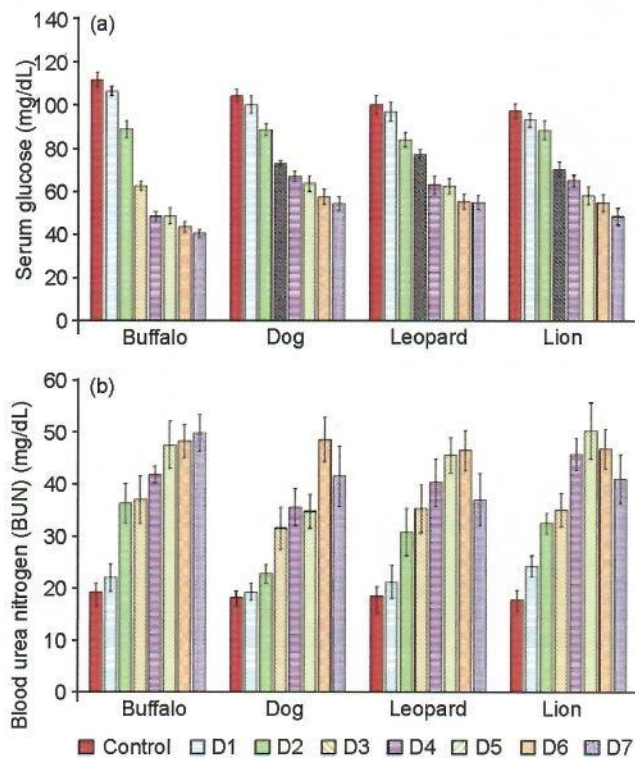 (a)
Serum glucose (mg/dL)
140
120
100
80
60
40
20
0
Buffalo Dog Leopard Lion
(b)
Blood urea nitrogen (BUN) (mg/dL)
60
50
40
30
20
10
0
Buffalo Dog Leopard Lion
Control D1 D2 D3 D4 D5 D6 D7